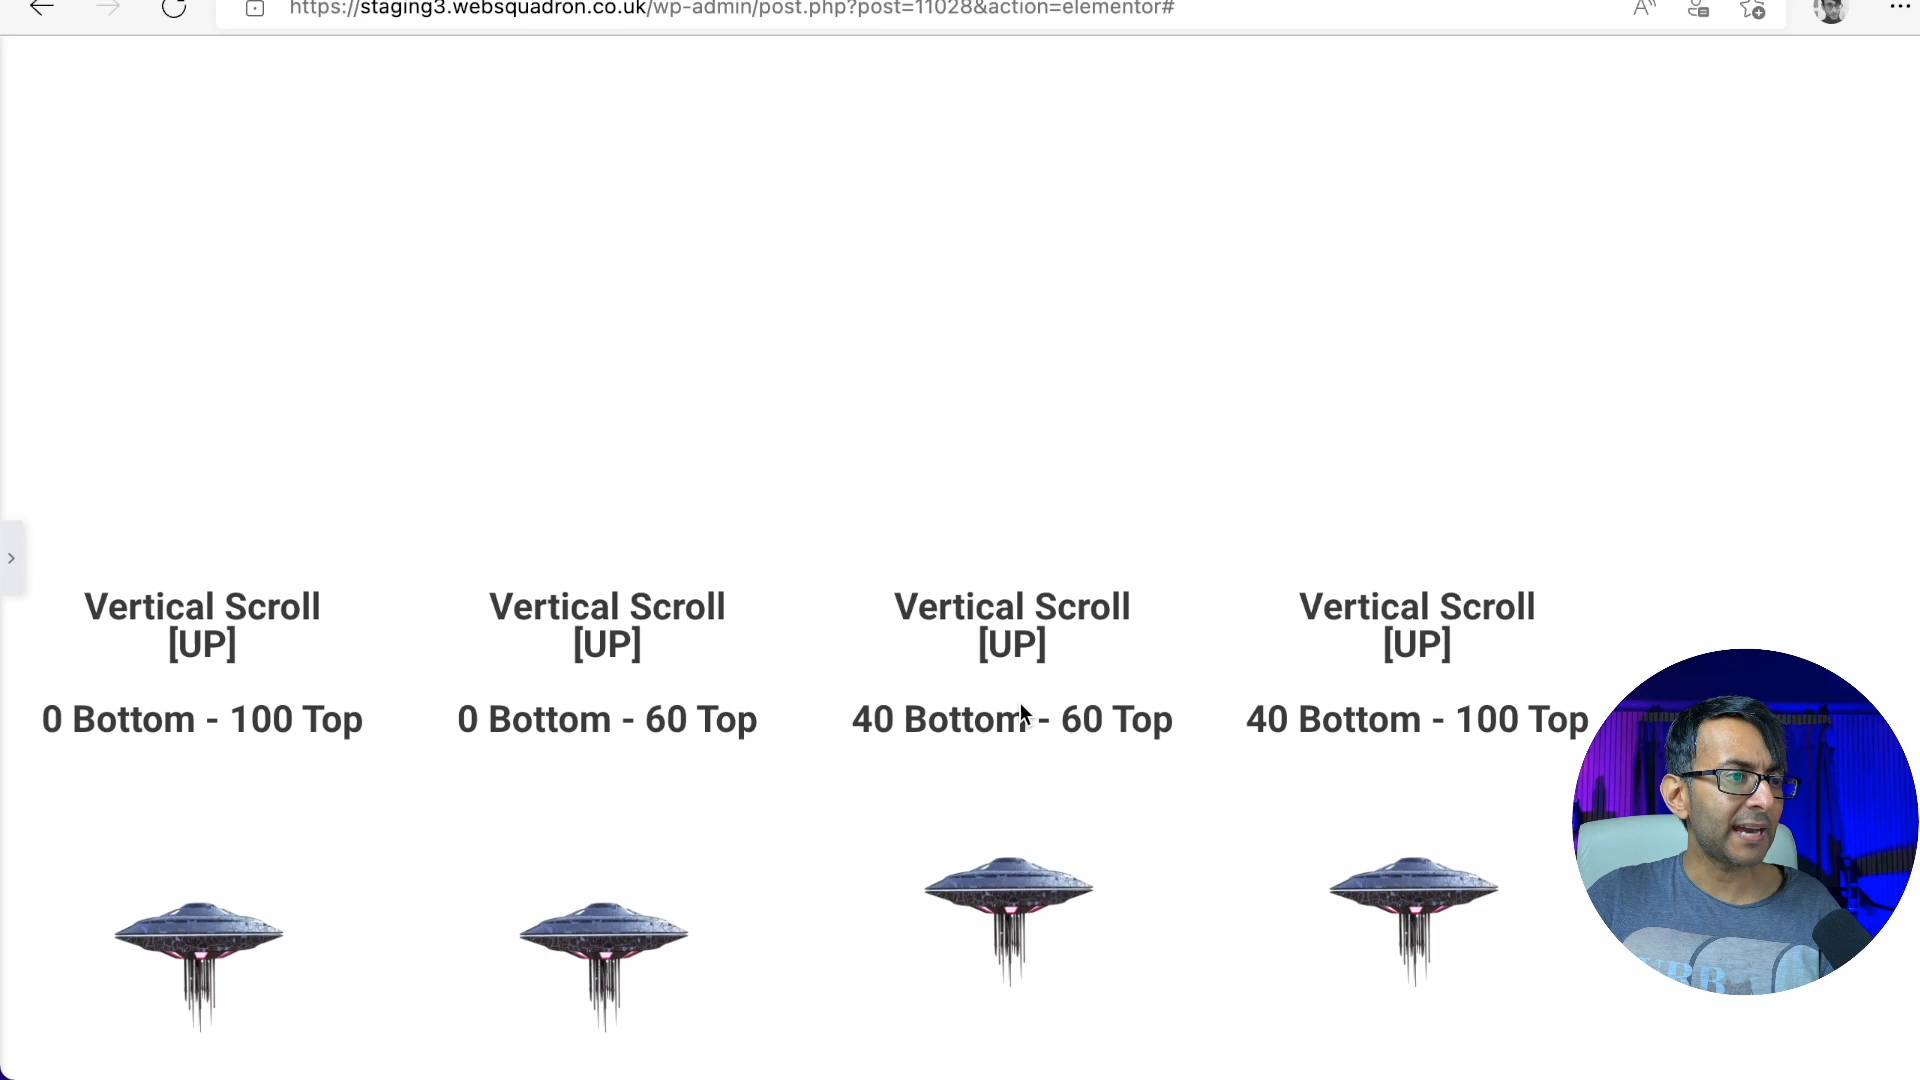 https://staging3.websquadron.co.uk/wp-admin/post.php?post=11028&action=elementor#
Vertical Scroll
[UP]
0 Bottom - 100 Top
Vertical Scroll
[UP]
0 Bottom - 60 Top
Vertical Scroll
[UP]
40 Bottom - 60 Top
Vertical Scroll
[UP]
40 Bottom - 100 Top